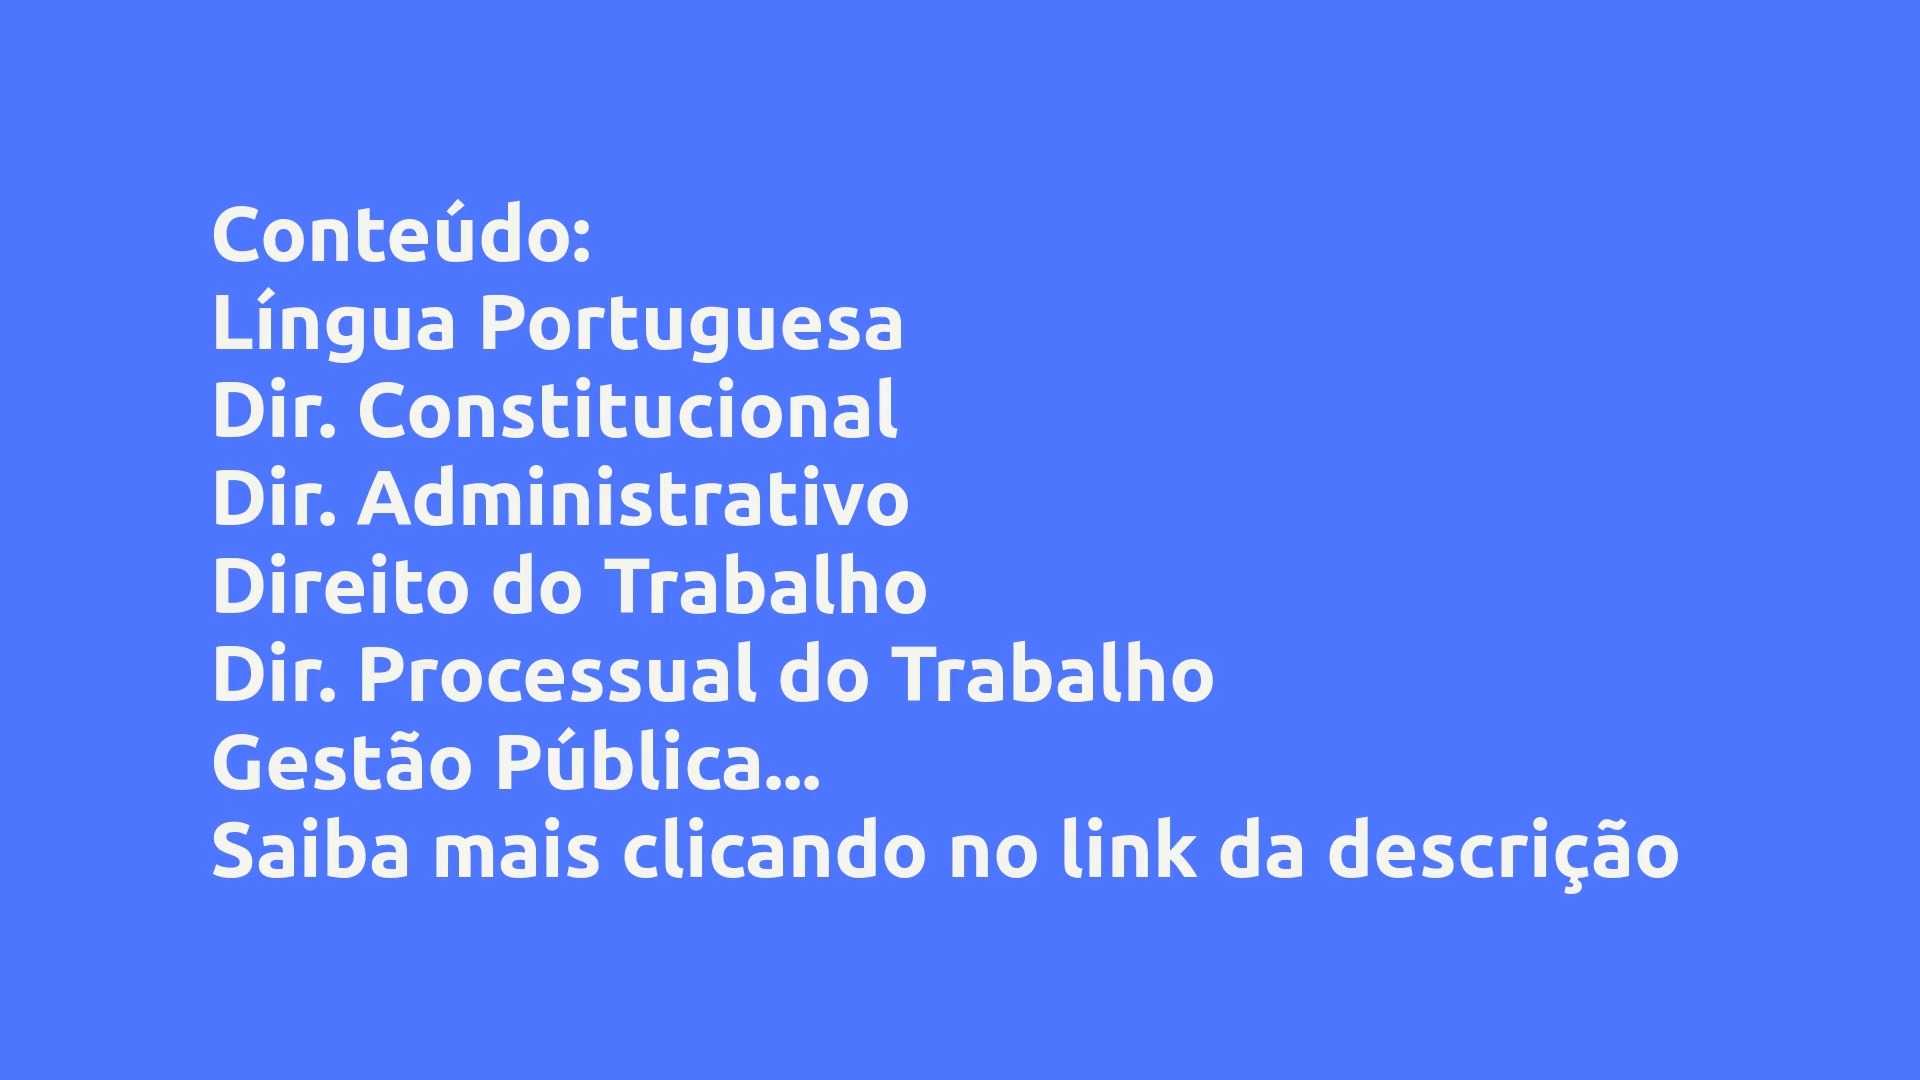 Conteúdo:
Língua Portuguesa
Dir. Constitucional
Dir. Administrativo
Direito do Trabalho
Dir. Processual do Trabalho
Gestão Pública...
Saiba mais clicando no link da descrição